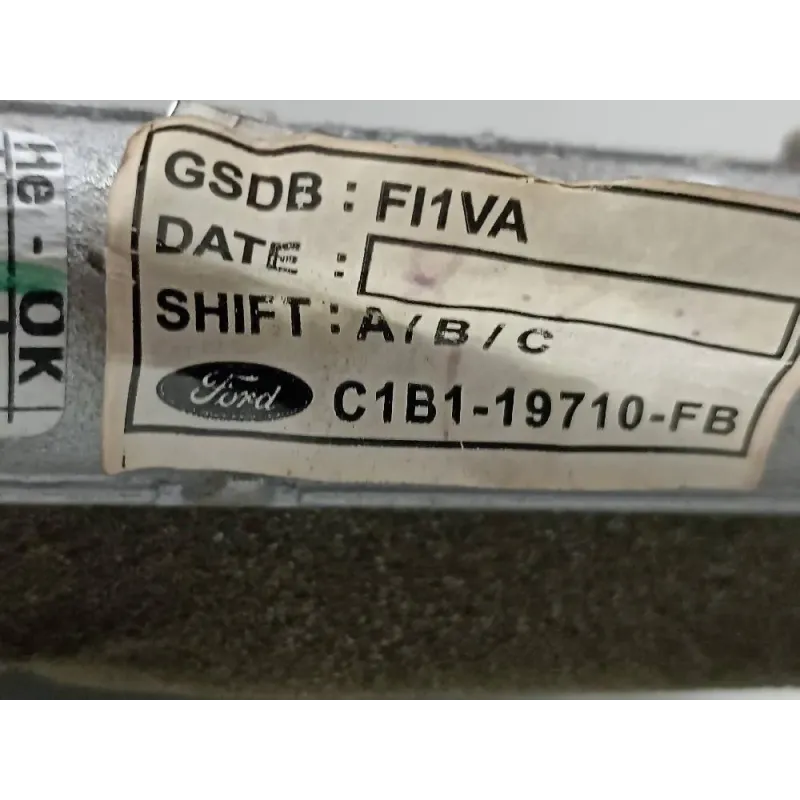 He - OK
GSDB : FI1VA
DATE :
SHIFT : A/B/C
Ford C1B1-19710-FB